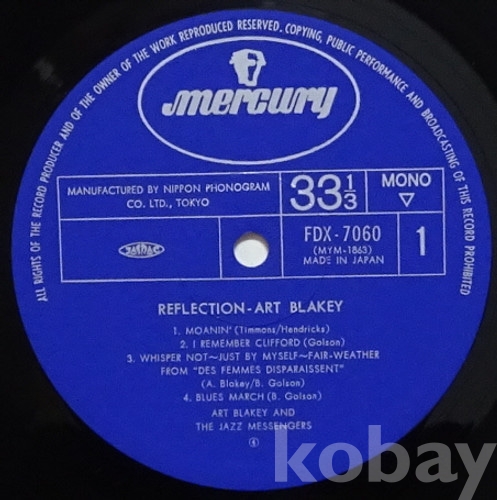 ALL RIGHTS OF THE RECORD PRODUCER AND OF THE OWNER OF THE WORK REPRODUCED RESERVED. COPYING, PUBLIC PERFORMANCE AND BROADCASTING OF THIS RECORD PROHIBITED
mercury
MANUFACTURED BY NIPPON PHONOGRAM
CO. LTD., TOKYO
33 1/3
MONO
▽
FDX-7060
(MYM-1863)
MADE IN JAPAN
1
REFLECTION-ART BLAKEY
1. MOANIN' (Timmons/Hendricks)
2. I REMEMBER CLIFFORD (Golson)
3. WHISPER NOT~JUST BY MYSELF~FAIR-WEATHER
FROM "DES FEMMES DISPARAISSENT"
(A. Blakey/B. Golson)
4. BLUES MARCH (B. Golson)
ART BLAKEY AND
THE JAZZ MESSENGERS
kobay